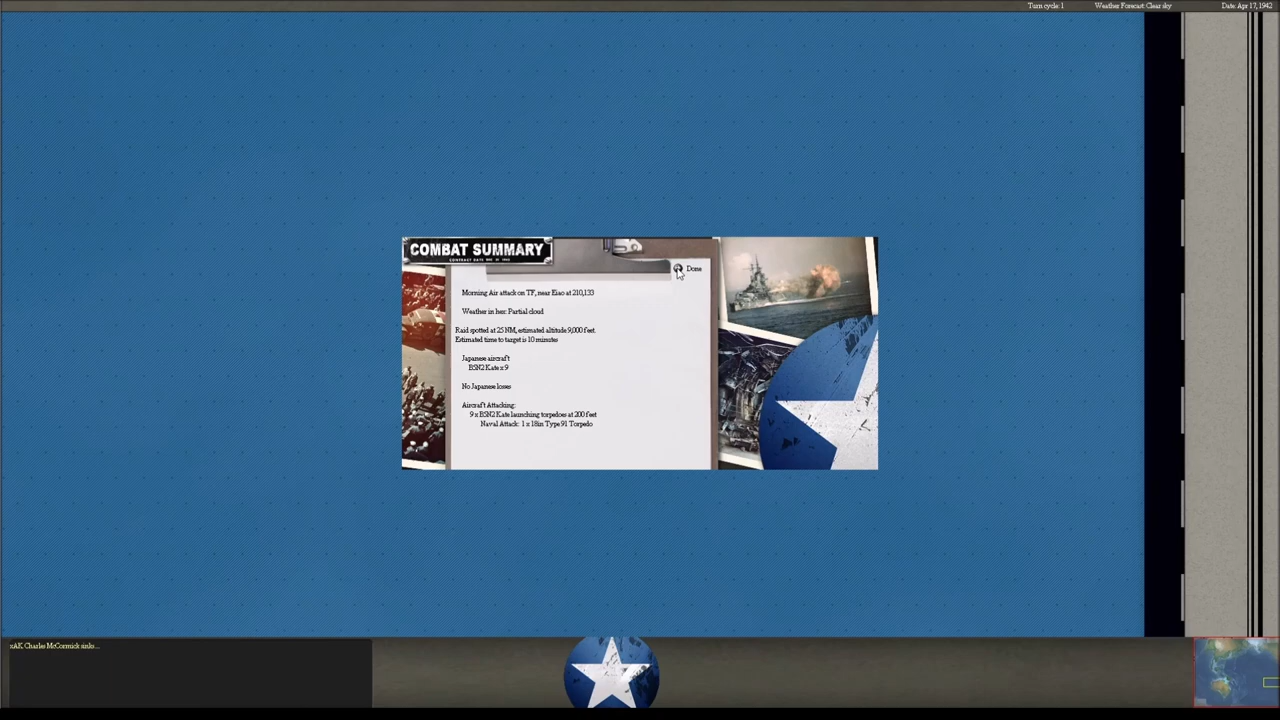 Turn cycle: 1 Weather Forecast: Clear sky Date: Apr 17, 1942
COMBAT SUMMARY
Done
Morning Air attack on TF, near Eiao at 210,133
Weather in hex: Partial cloud
Raid spotted at 25 NM, estimated altitude 9,000 feet.
Estimated time to target is 10 minutes
Japanese aircraft
B5N2 Kate x 9
No Japanese loses
Aircraft Attacking:
9 x B5N2 Kate launching torpedoes at 200 feet
Naval Attack: 1 x 18in Type 91 Torpedo
xAK Charles McCormick sinks...